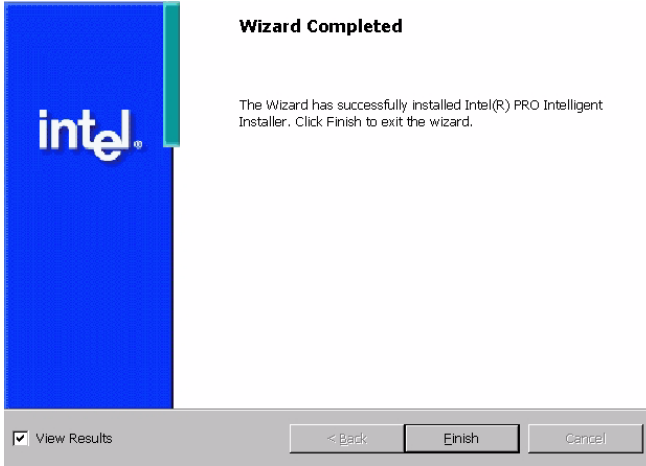 Wizard Completed
intel®
The Wizard has successfully installed Intel(R) PRO Intelligent
Installer. Click Finish to exit the wizard.
View Results
< Back
Finish
Cancel